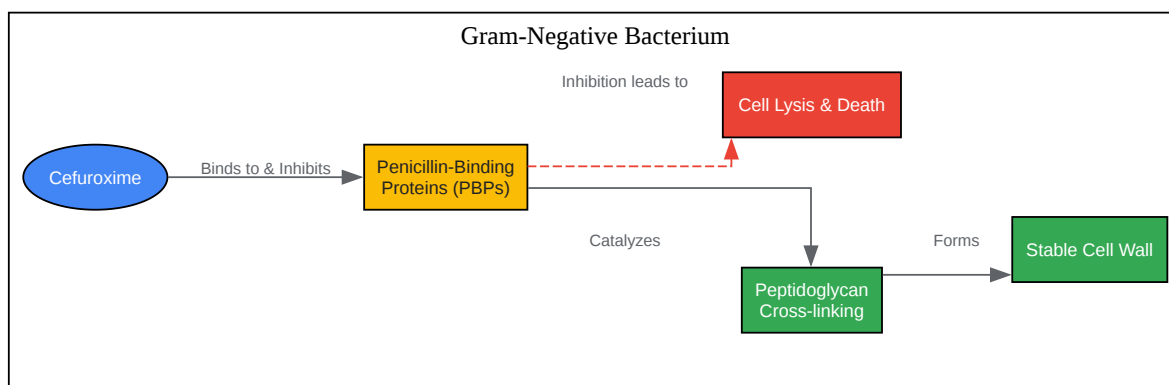 Gram-Negative Bacterium
Inhibition leads to
Cell Lysis & Death
Cefuroxime
Binds to & Inhibits
Penicillin-Binding
Proteins (PBPs)
Catalyzes
Forms
Stable Cell Wall
Peptidoglycan
Cross-linking